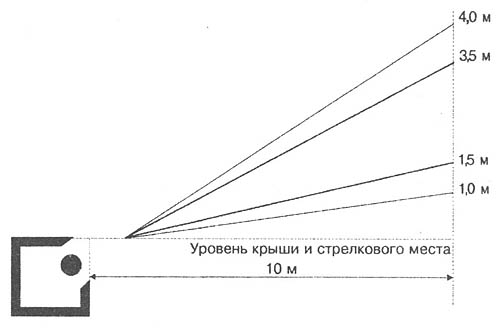 4,0 м
3,5 м
1,5 м
1,0 м
Уровень крыши и стрелкового места
10 м